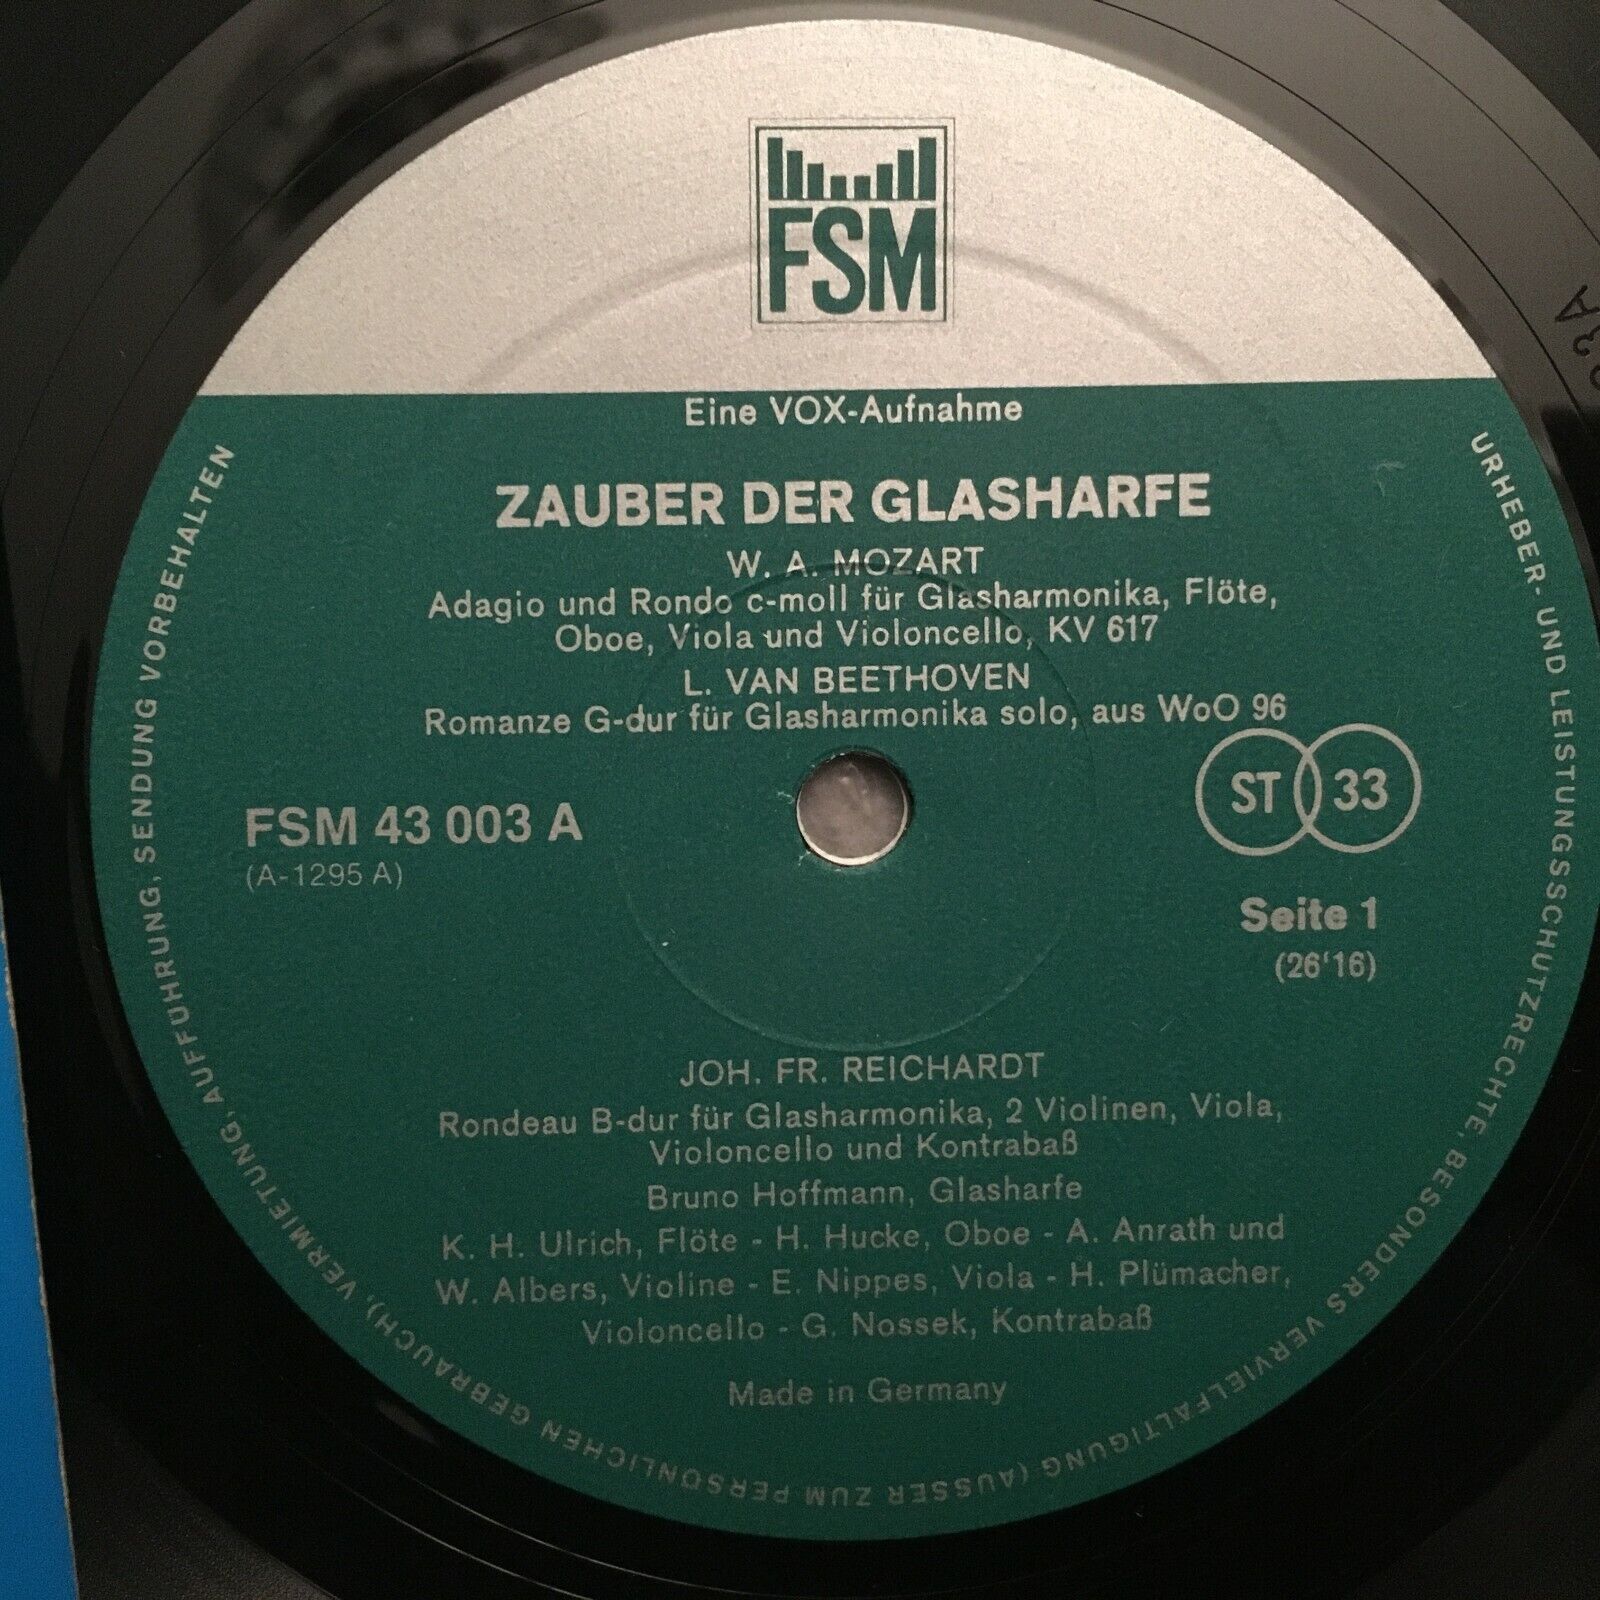 FSM
Eine VOX-Aufnahme
ZAUBER DER GLASHARFE
W. A. MOZART
Adagio und Rondo c-moll für Glasharmonika, Flöte,
Oboe, Viola und Violoncello, KV 617
L. VAN BEETHOVEN
Romanze G-dur für Glasharmonika solo, aus WoO 96
ST 33
FSM 43 003 A
(A-1295 A)
Seite 1
(26'16)
JOH. FR. REICHARDT
Rondeau B-dur für Glasharmonika, 2 Violinen, Viola,
Violoncello und Kontrabaß
Bruno Hoffmann, Glasharfe
K. H. Ulrich, Flöte - H. Hucke, Oboe - A. Anrath und
W. Albers, Violine - E. Nippes, Viola - H. Plümacher,
Violoncello - G. Nossek, Kontrabaß
Made in Germany
URHEBER- UND LEISTUNGSSCHUTZRECHTE, BESONDERS VERVIELFÄLTIGUNG (AUSSER ZUM PERSÖNLICHEN GEBRAUCH), VERMIETUNG, AUFFÜHRUNG, SENDUNG VORBEHALTEN